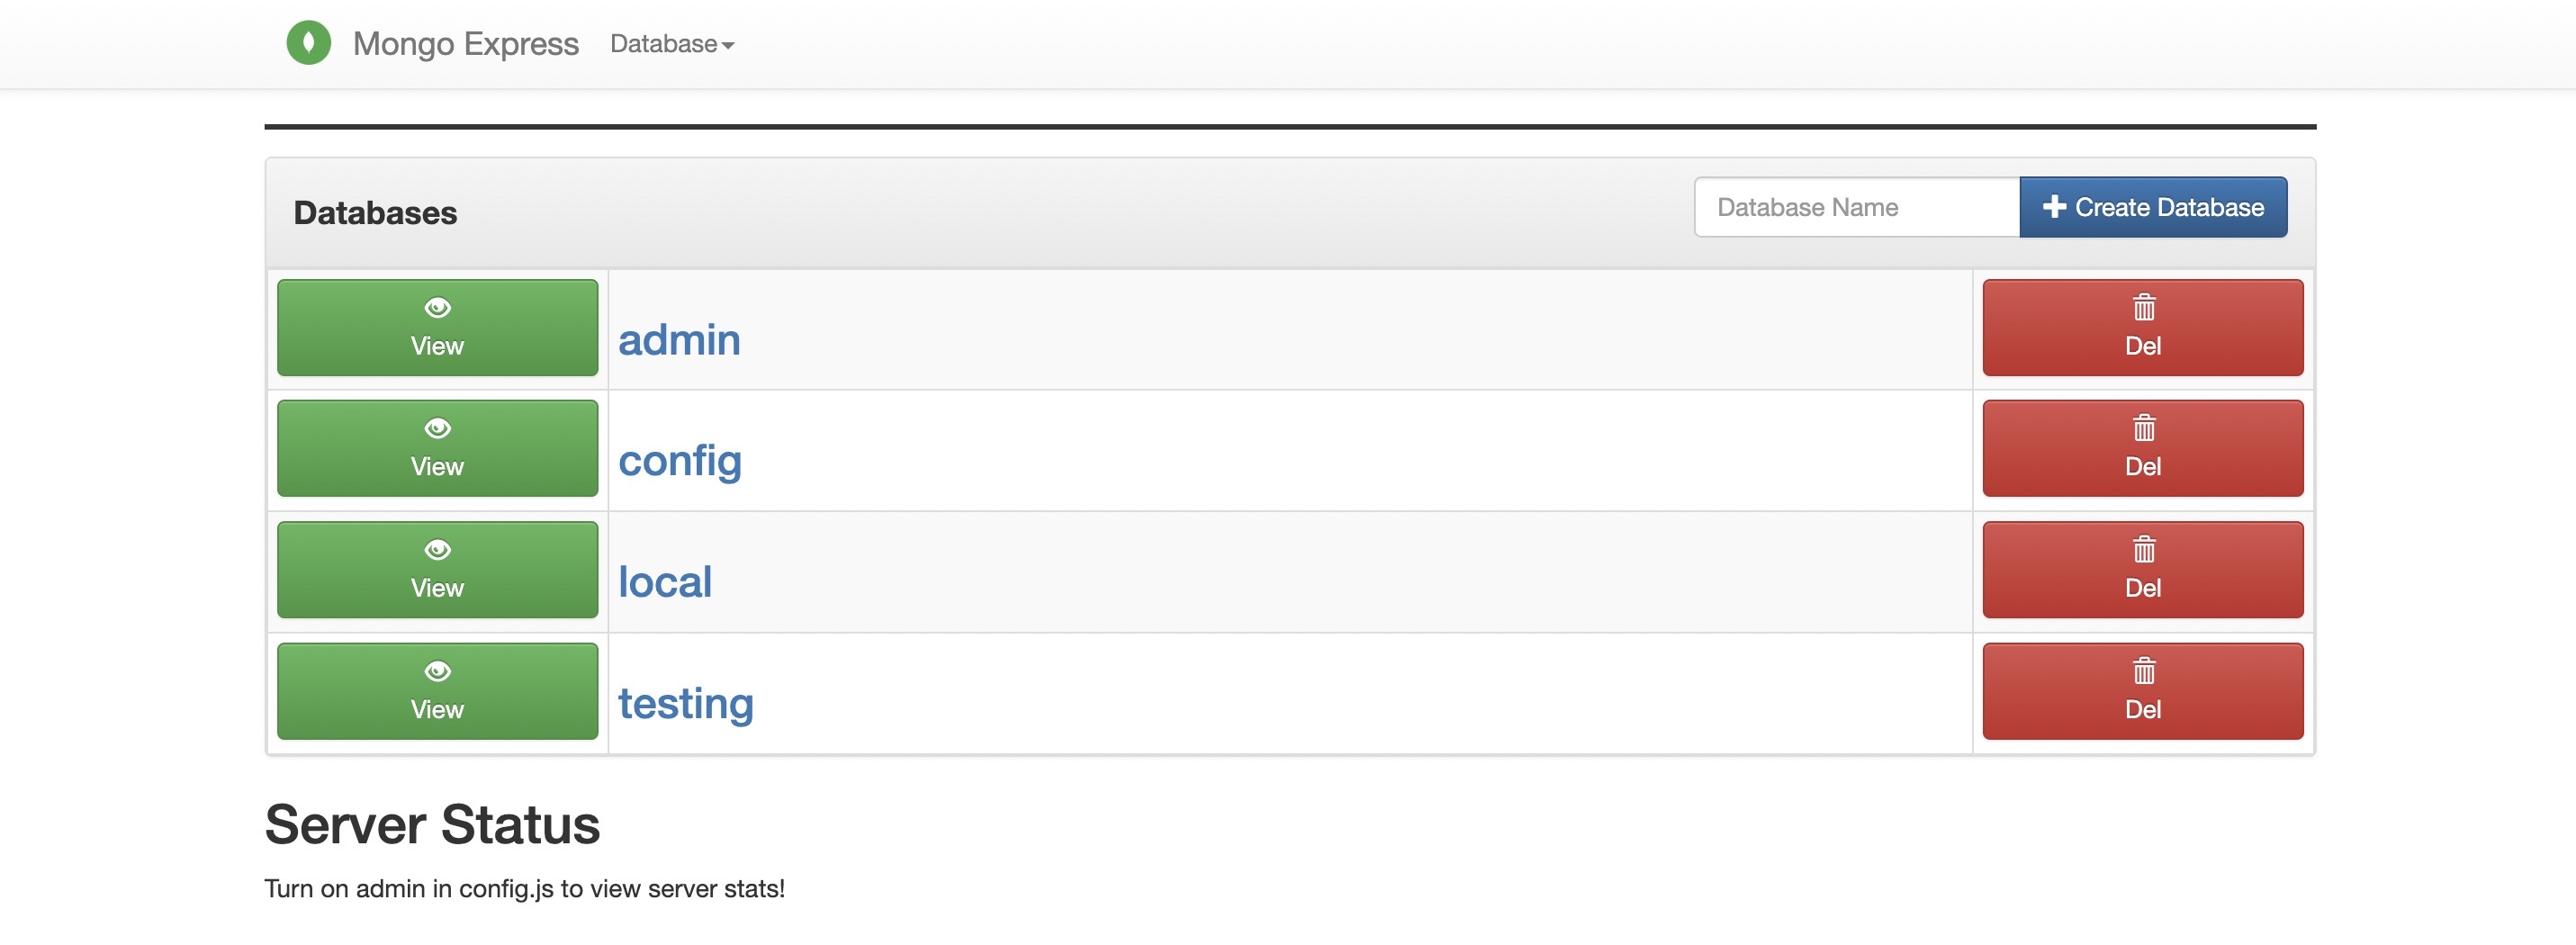 Mongo Express Database
Databases Database Name Create Database
View admin Del
View config Del
View local Del
View testing Del
Server Status
Turn on admin in config.js to view server stats!